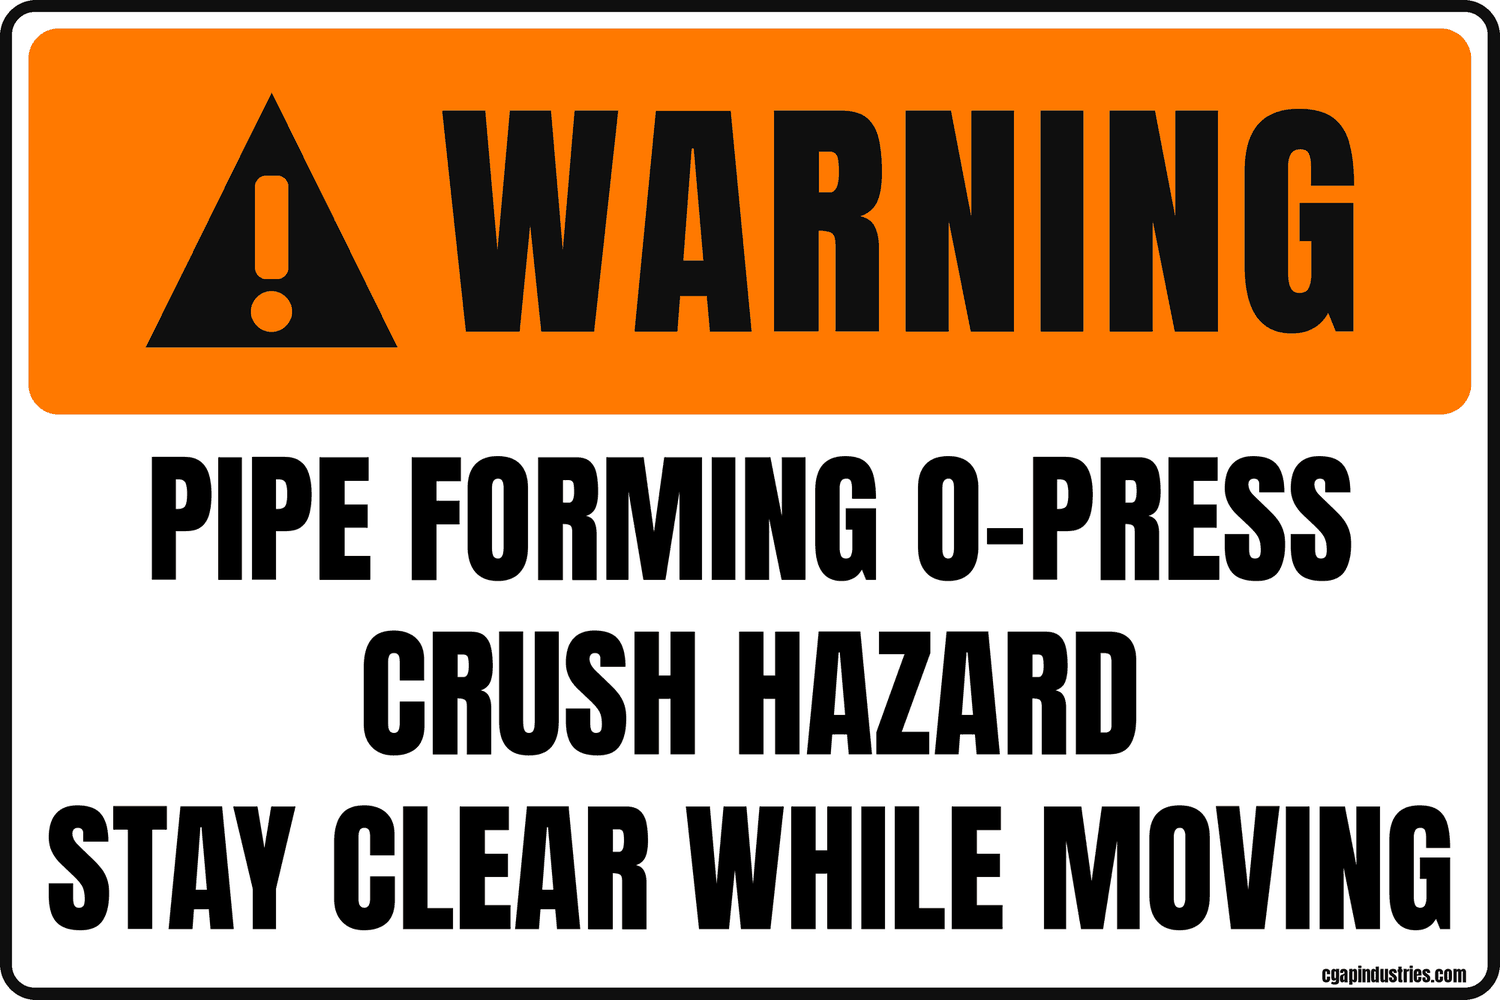 WARNING
PIPE FORMING O-PRESS
CRUSH HAZARD
STAY CLEAR WHILE MOVING
cgapindustries.com